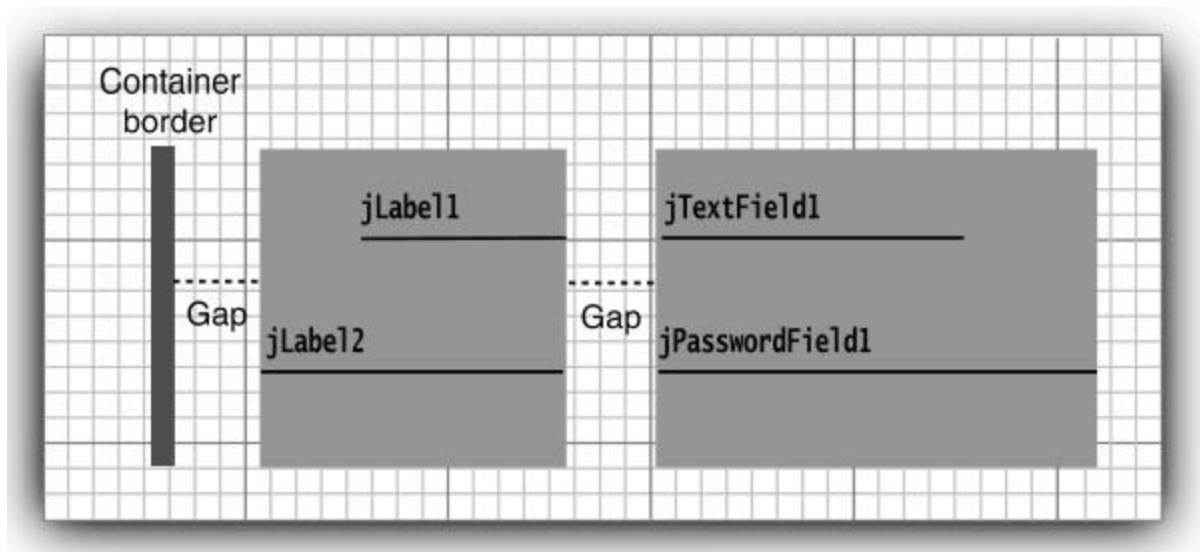 Container
border
jLabel1
jTextField1
Gap
Gap
jLabel2
jPasswordField1